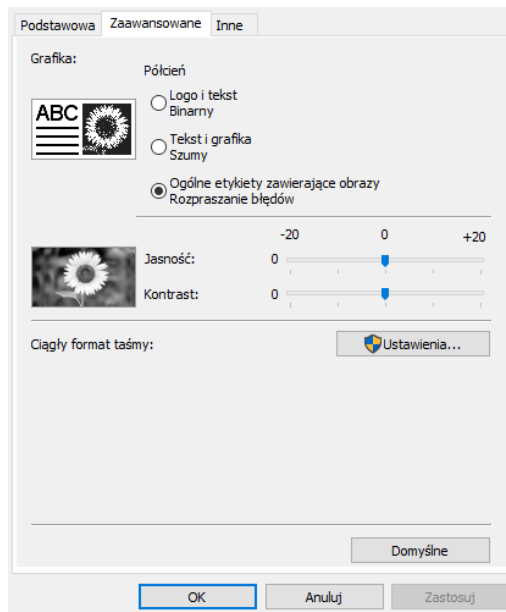 Podstawowa Zaawansowane Inne
Grafika:
Półcień
ABC
Logo i tekst
Binarny
Tekst i grafika
Szumy
Ogólne etykiety zawierające obrazy
Rozpraszanie błędów
-20 0 +20
Jasność: 0
Kontrast: 0
Ciągły format taśmy: Ustawienia...
Domyślne
OK Anuluj Zastosuj